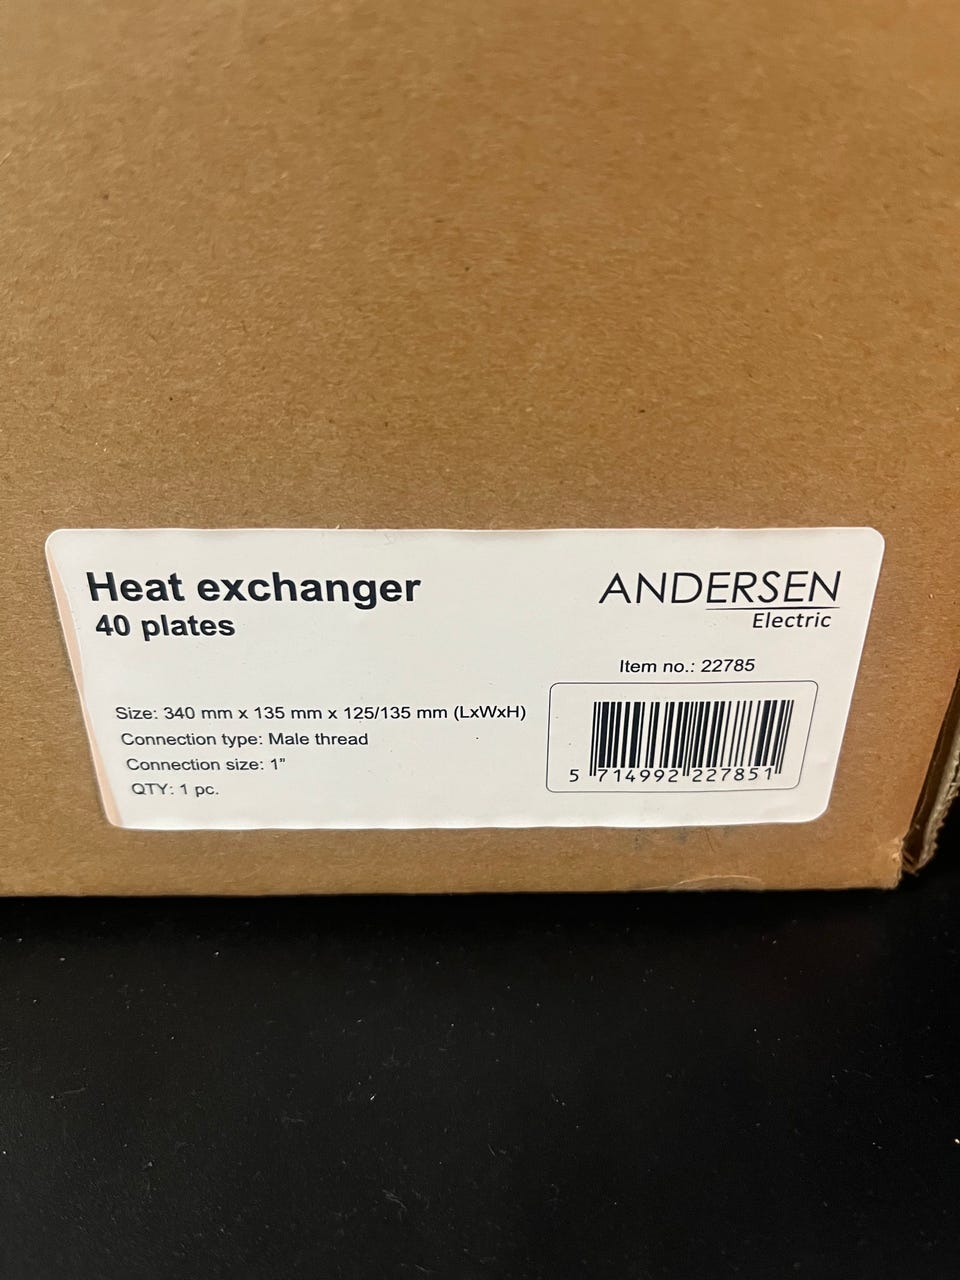 Heat exchanger
40 plates
ANDERSEN
Electric
Item no.: 22785
Size: 340 mm x 135 mm x 125/135 mm (LxWxH)
Connection type: Male thread
Connection size: 1”
QTY: 1 pc.
5 714992 227851